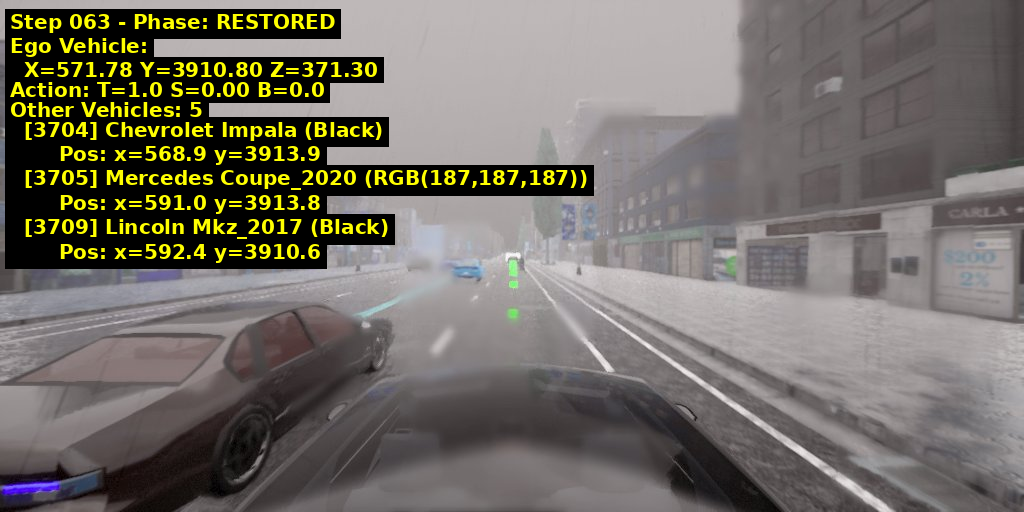 Step 063 - Phase: RESTORED
Ego Vehicle:
X=571.78 Y=3910.80 Z=371.30
Action: T=1.0 S=0.00 B=0.0
Other Vehicles: 5
[3704] Chevrolet Impala (Black)
Pos: x=568.9 y=3913.9
[3705] Mercedes Coupe_2020 (RGB(187,187,187))
Pos: x=591.0 y=3913.8
[3709] Lincoln Mkz_2017 (Black)
Pos: x=592.4 y=3910.6
CARLA
$200
2%